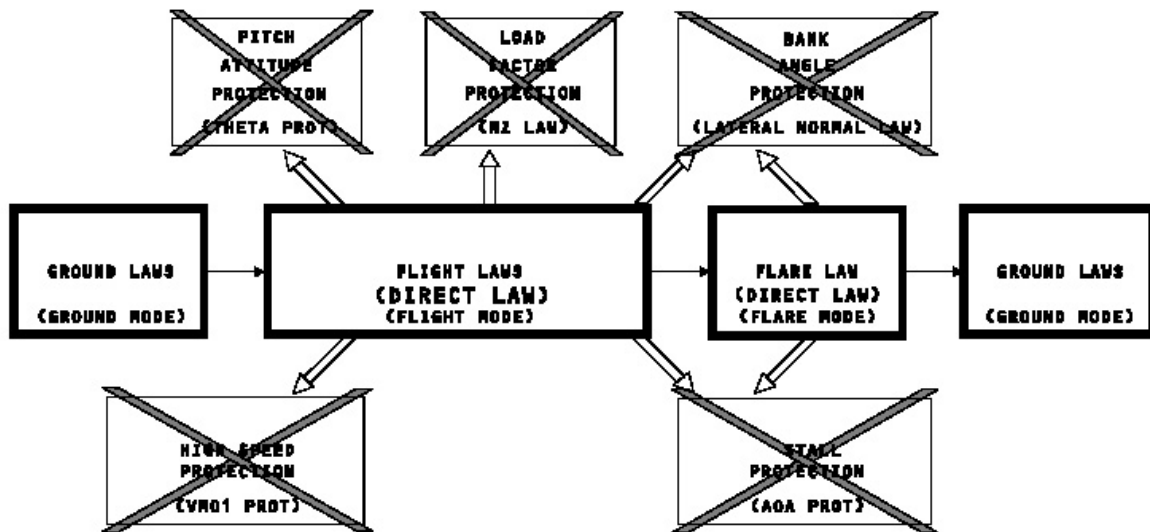 PITCH
ATTITUDE
PROTECTION
(THETA PROT)
LOAD
FACTOR
PROTECTION
(NZ LAW)
BANK
ANGLE
PROTECTION
(LATERAL NORMAL LAW)
GROUND LAWS
(GROUND MODE)
FLIGHT LAWS
(DIRECT LAW)
(FLIGHT MODE)
FLARE LAW
(DIRECT LAW)
(FLARE MODE)
GROUND LAWS
(GROUND MODE)
HIGH SPEED
PROTECTION
(VMO1 PROT)
STALL
PROTECTION
(AOA PROT)